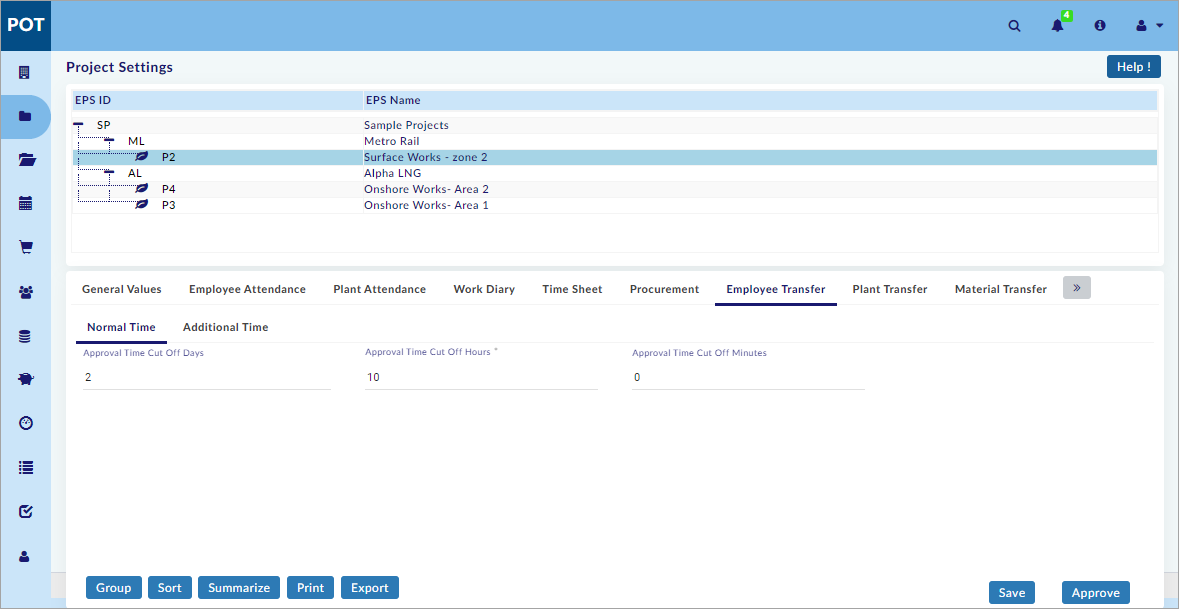 POT
4
Project Settings
Help !
EPS ID EPS Name
SP Sample Projects
ML Metro Rail
P2 Surface Works - zone 2
AL Alpha LNG
P4 Onshore Works- Area 2
P3 Onshore Works- Area 1
General Values Employee Attendance Plant Attendance Work Diary Time Sheet Procurement Employee Transfer Plant Transfer Material Transfer »
Normal Time Additional Time
Approval Time Cut Off Days Approval Time Cut Off Hours * Approval Time Cut Off Minutes
2 10 0
Group Sort Summarize Print Export Save Approve